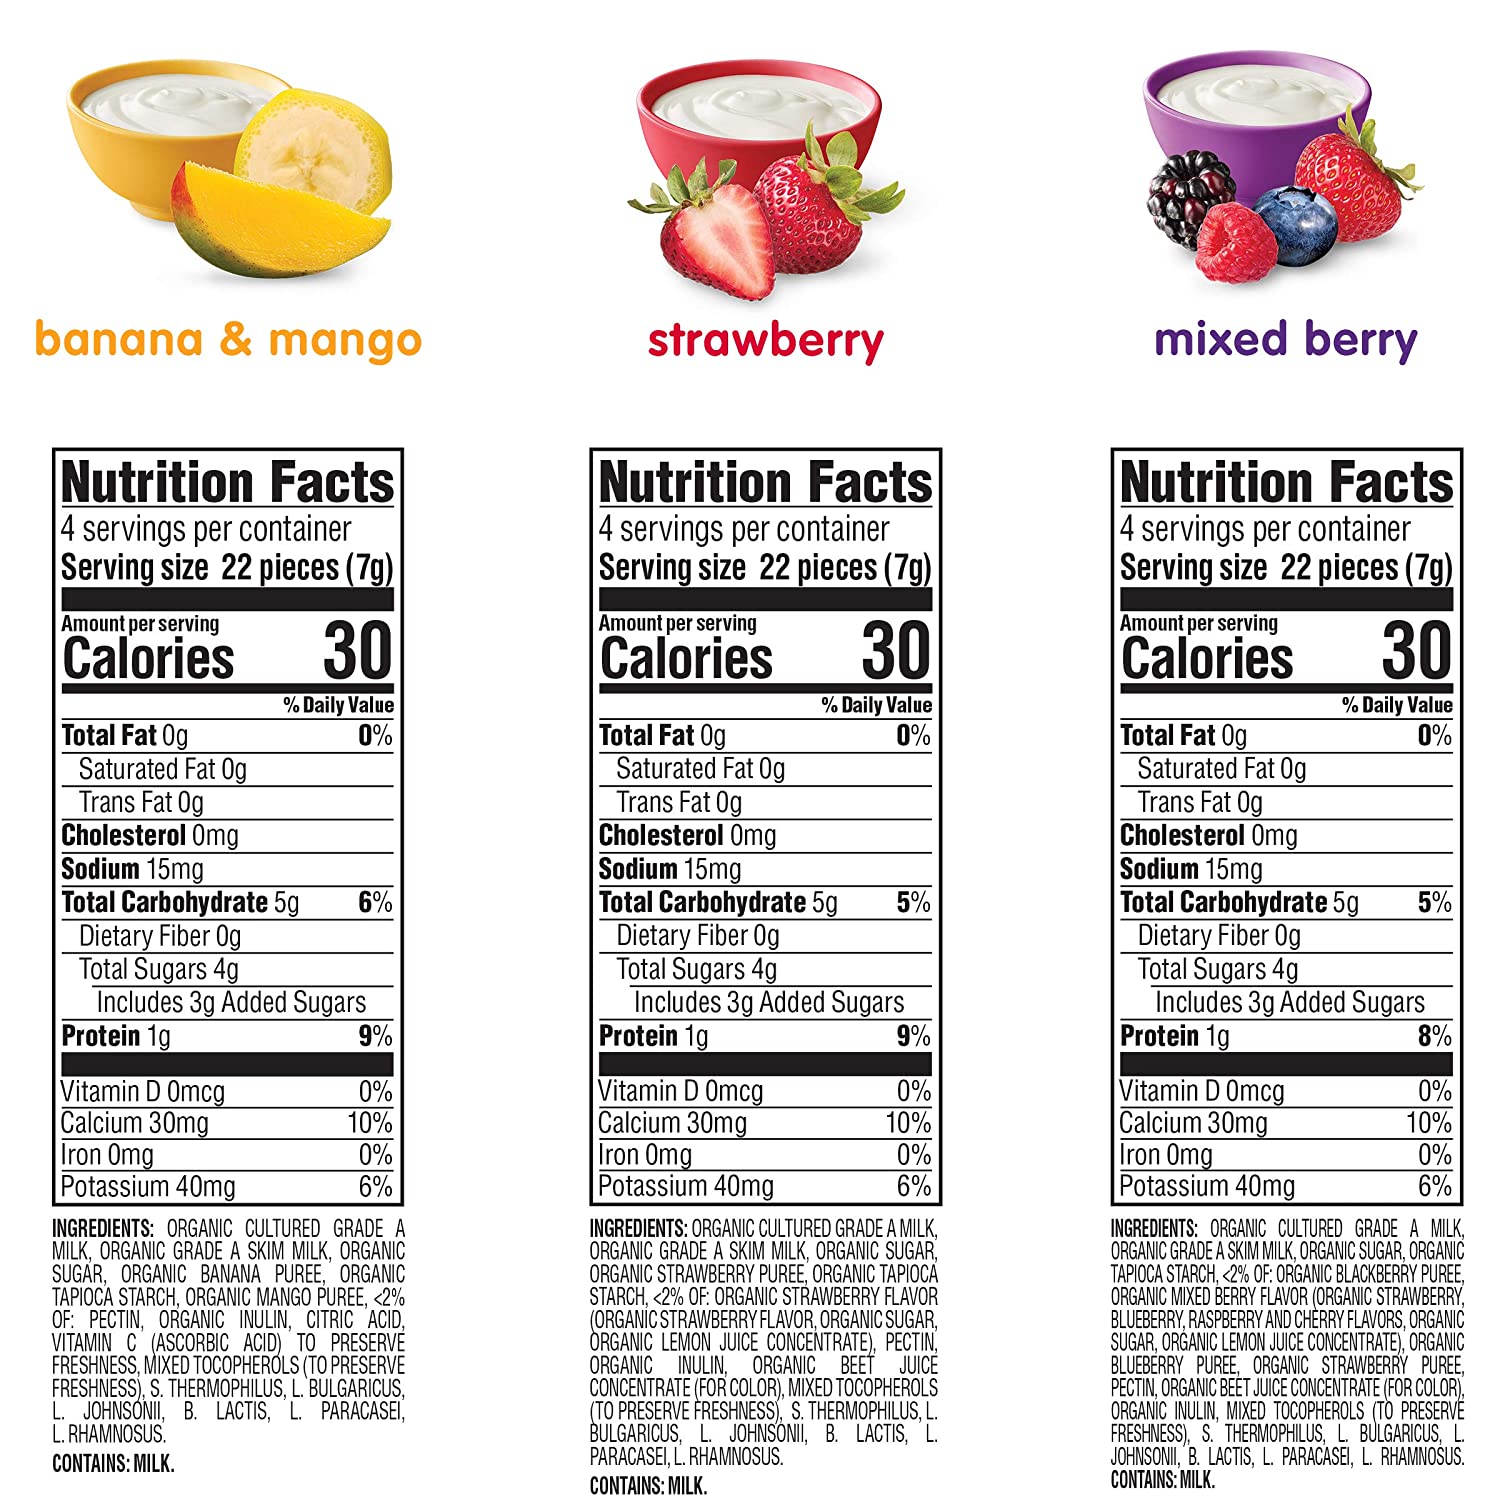 banana & mango
Nutrition Facts
4 servings per container
Serving size 22 pieces (7g)
Amount per serving
Calories 30
% Daily Value
Total Fat 0g 0%
Saturated Fat 0g
Trans Fat 0g
Cholesterol 0mg
Sodium 15mg
Total Carbohydrate 5g 6%
Dietary Fiber 0g
Total Sugars 4g
Includes 3g Added Sugars
Protein 1g 9%
Vitamin D 0mcg 0%
Calcium 30mg 10%
Iron 0mg 0%
Potassium 40mg 6%
INGREDIENTS: ORGANIC CULTURED GRADE A
MILK, ORGANIC GRADE A SKIM MILK, ORGANIC
SUGAR, ORGANIC BANANA PUREE, ORGANIC
TAPIOCA STARCH, ORGANIC MANGO PUREE, <2%
OF: PECTIN, ORGANIC INULIN, CITRIC ACID,
VITAMIN C (ASCORBIC ACID) TO PRESERVE
FRESHNESS, MIXED TOCOPHEROLS (TO PRESERVE
FRESHNESS), S. THERMOPHILUS, L. BULGARICUS,
L. JOHNSONII, B. LACTIS, L. PARACASEI,
L. RHAMNOSUS.
CONTAINS: MILK.
strawberry
Nutrition Facts
4 servings per container
Serving size 22 pieces (7g)
Amount per serving
Calories 30
% Daily Value
Total Fat 0g 0%
Saturated Fat 0g
Trans Fat 0g
Cholesterol 0mg
Sodium 15mg
Total Carbohydrate 5g 5%
Dietary Fiber 0g
Total Sugars 4g
Includes 3g Added Sugars
Protein 1g 9%
Vitamin D 0mcg 0%
Calcium 30mg 10%
Iron 0mg 0%
Potassium 40mg 6%
INGREDIENTS: ORGANIC CULTURED GRADE A MILK,
ORGANIC GRADE A SKIM MILK, ORGANIC SUGAR,
ORGANIC STRAWBERRY PUREE, ORGANIC TAPIOCA
STARCH, <2% OF: ORGANIC STRAWBERRY FLAVOR
(ORGANIC STRAWBERRY FLAVOR, ORGANIC SUGAR,
ORGANIC LEMON JUICE CONCENTRATE), PECTIN,
ORGANIC INULIN, ORGANIC BEET JUICE
CONCENTRATE (FOR COLOR), MIXED TOCOPHEROLS
(TO PRESERVE FRESHNESS), S. THERMOPHILUS, L.
BULGARICUS, L. JOHNSONII, B. LACTIS, L.
PARACASEI, L. RHAMNOSUS.
CONTAINS: MILK.
mixed berry
Nutrition Facts
4 servings per container
Serving size 22 pieces (7g)
Amount per serving
Calories 30
% Daily Value
Total Fat 0g 0%
Saturated Fat 0g
Trans Fat 0g
Cholesterol 0mg
Sodium 15mg
Total Carbohydrate 5g 5%
Dietary Fiber 0g
Total Sugars 4g
Includes 3g Added Sugars
Protein 1g 8%
Vitamin D 0mcg 0%
Calcium 30mg 10%
Iron 0mg 0%
Potassium 40mg 6%
INGREDIENTS: ORGANIC CULTURED GRADE A MILK,
ORGANIC GRADE A SKIM MILK, ORGANIC SUGAR, ORGANIC
TAPIOCA STARCH, <2% OF: ORGANIC BLACKBERRY PUREE,
ORGANIC MIXED BERRY FLAVOR (ORGANIC STRAWBERRY,
BLUEBERRY, RASPBERRY AND CHERRY FLAVORS, ORGANIC
SUGAR, ORGANIC LEMON JUICE CONCENTRATE), ORGANIC
BLUEBERRY PUREE, ORGANIC STRAWBERRY PUREE,
PECTIN, ORGANIC BEET JUICE CONCENTRATE (FOR COLOR),
ORGANIC INULIN, MIXED TOCOPHEROLS (TO PRESERVE
FRESHNESS), S. THERMOPHILUS, L. BULGARICUS, L.
JOHNSONII, B. LACTIS, L. PARACASEI, L. RHAMNOSUS.
CONTAINS: MILK.